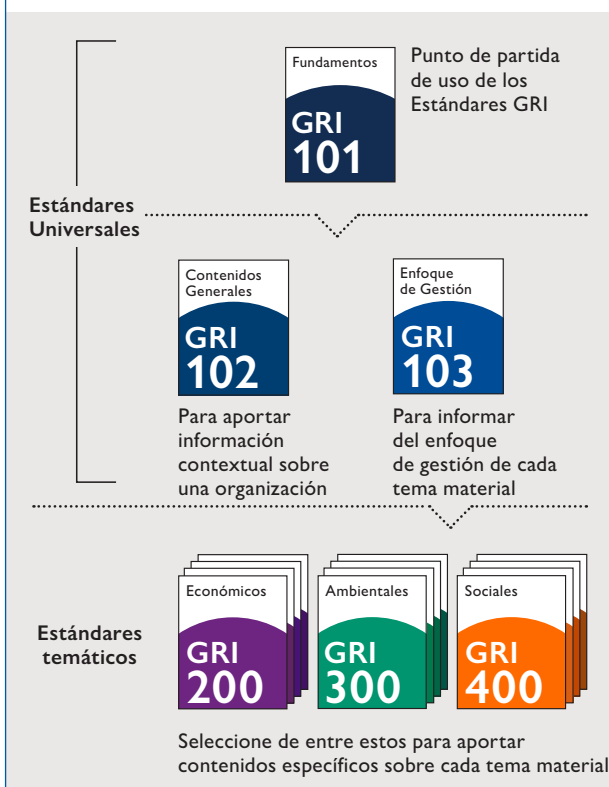 Fundamentos
GRI
101
Punto de partida
de uso de los
Estándares GRI
Estándares
Universales
Contenidos
Generales
GRI
102
Para aportar
información
contextual sobre
una organización
Enfoque
de Gestión
GRI
103
Para informar
del enfoque
de gestión de cada
tema material
Estándares
temáticos
Económicos
GRI
200
Ambientales
GRI
300
Sociales
GRI
400
Seleccione de entre estos para aportar
contenidos específicos sobre cada tema material